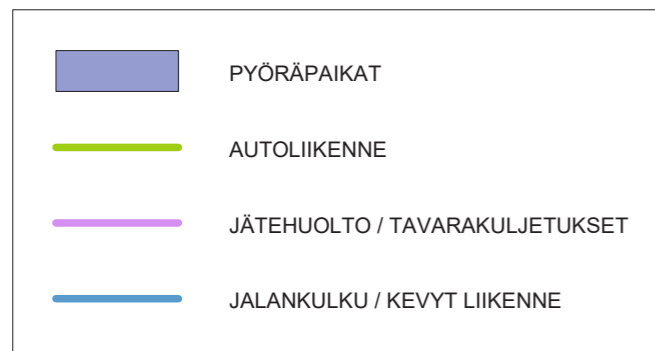 PYÖRÄPAIKAT
AUTOLIIKENNE
JÄTEHUOLTO / TAVARAKULJETUKSET
JALANKULKU / KEVYT LIIKENNE